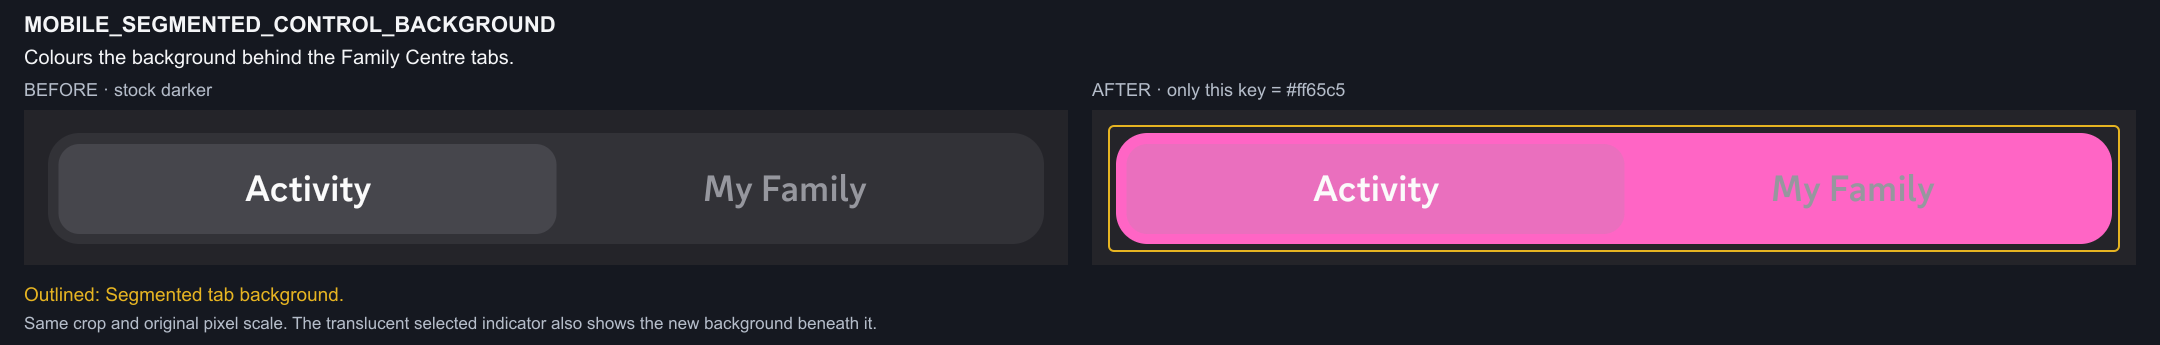 MOBILE_SEGMENTED_CONTROL_BACKGROUND
Colours the background behind the Family Centre tabs.
BEFORE · stock darker
AFTER · only this key = #ff65c5
Activity
My Family
Activity
My Family
Outlined: Segmented tab background.
Same crop and original pixel scale. The translucent selected indicator also shows the new background beneath it.